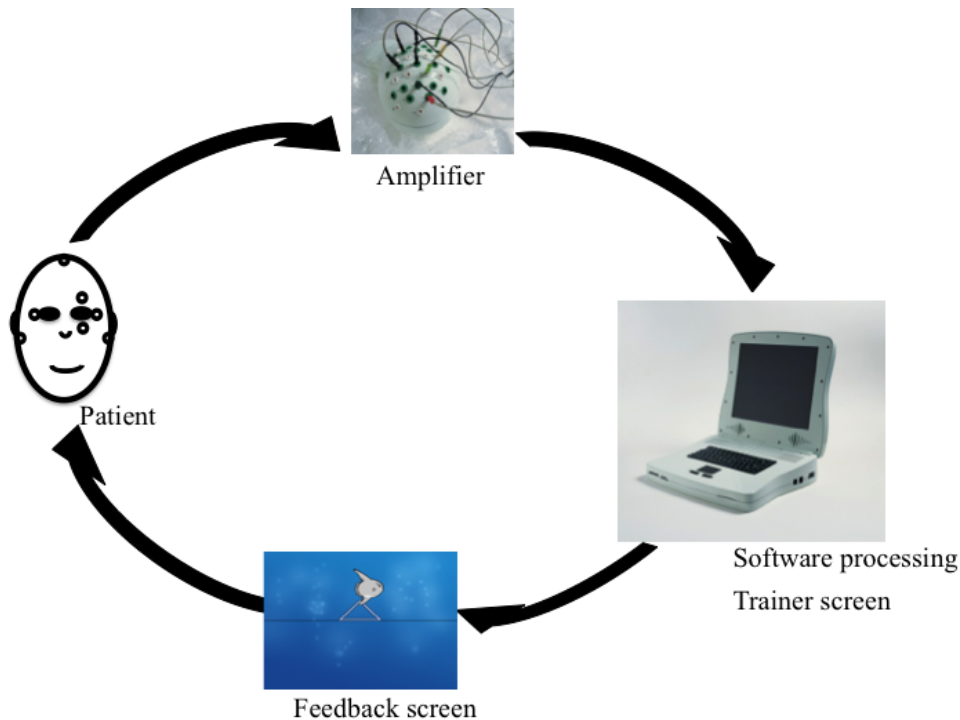 Amplifier
Patient
Software processing
Trainer screen
Feedback screen